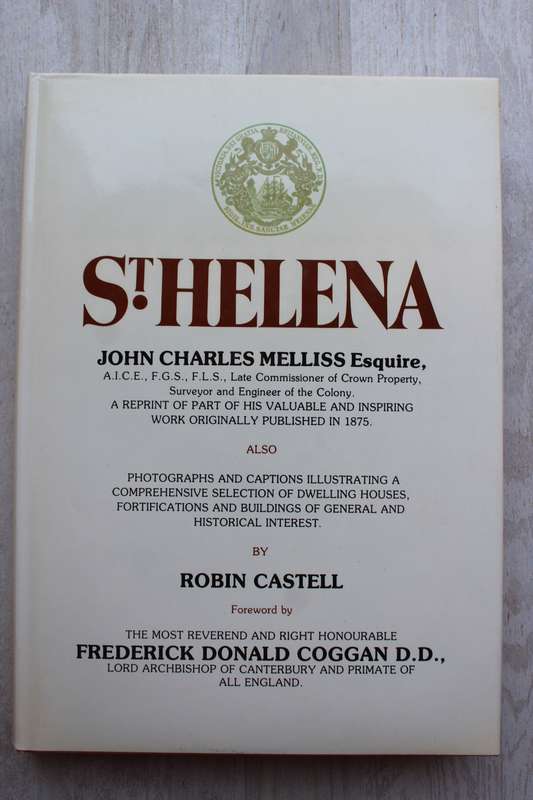 ST. HELENA
JOHN CHARLES MELLISS Esquire,
A.I.C.E., F.G.S., F.L.S., Late Commissioner of Crown Property,
Surveyor and Engineer of the Colony.
A REPRINT OF PART OF HIS VALUABLE AND INSPIRING
WORK ORIGINALLY PUBLISHED IN 1875.
ALSO
PHOTOGRAPHS AND CAPTIONS ILLUSTRATING A
COMPREHENSIVE SELECTION OF DWELLING HOUSES,
FORTIFICATIONS AND BUILDINGS OF GENERAL AND
HISTORICAL INTEREST.
BY
ROBIN CASTELL
Foreword by
THE MOST REVEREND AND RIGHT HONOURABLE
FREDERICK DONALD COGGAN D.D.,
LORD ARCHBISHOP OF CANTERBURY AND PRIMATE OF
ALL ENGLAND.